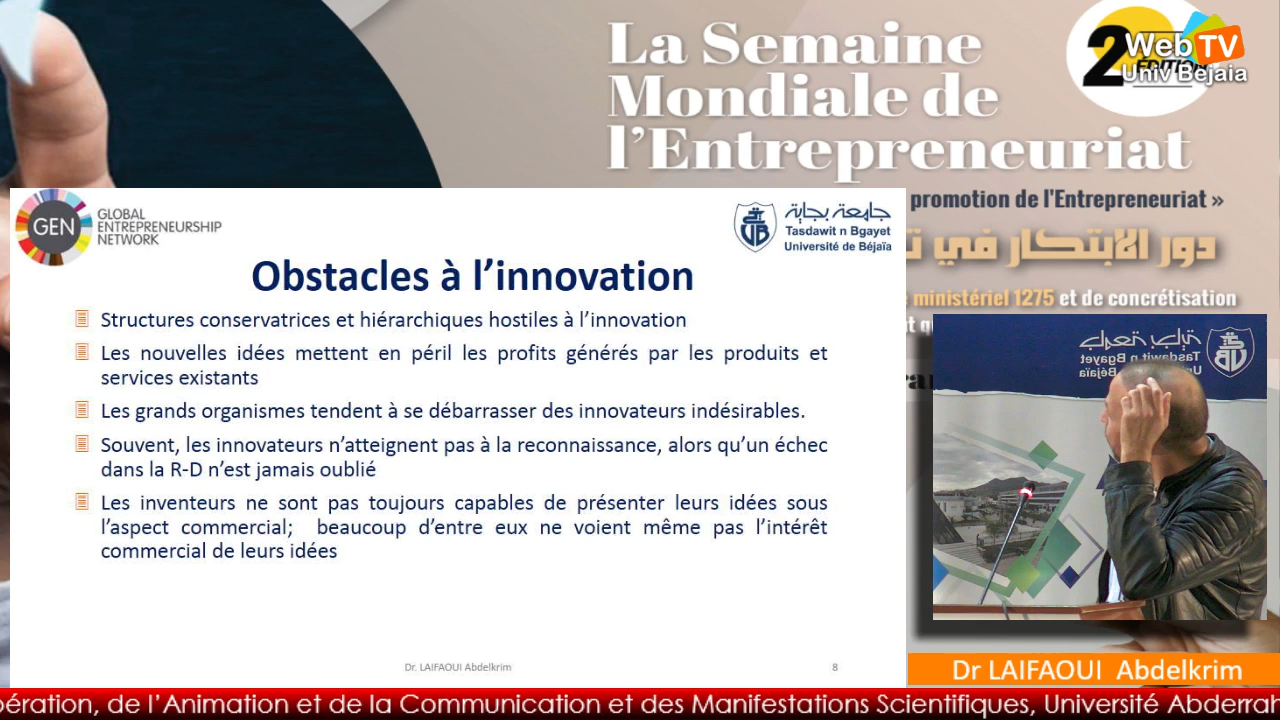 La Semaine
Mondiale de
l'Entrepreneuriat
2
ÉDITION
Web TV
Univ Bejaia
promotion de l'Entrepreneuriat »
دور الابتكار في
ministériel 1275 et de concrétisation
GEN
GLOBAL
ENTREPRENEURSHIP
NETWORK
جامعة بجاية
Tasdawit n Bgayet
Université de Béjaïa
Obstacles à l'innovation
Structures conservatrices et hiérarchiques hostiles à l'innovation
Les nouvelles idées mettent en péril les profits générés par les produits et
services existants
Les grands organismes tendent à se débarrasser des innovateurs indésirables.
Souvent, les innovateurs n'atteignent pas à la reconnaissance, alors qu'un échec
dans la R-D n'est jamais oublié
Les inventeurs ne sont pas toujours capables de présenter leurs idées sous
l'aspect commercial; beaucoup d'entre eux ne voient même pas l'intérêt
commercial de leurs idées
Dr. LAIFAOUI Abdelkrim
8
Tasdawit n Bgayet
Béjaïa
Dr LAIFAOUI Abdelkrim
pération, de l'Animation et de la Communication et des Manifestations Scientifiques, Université Abderrah